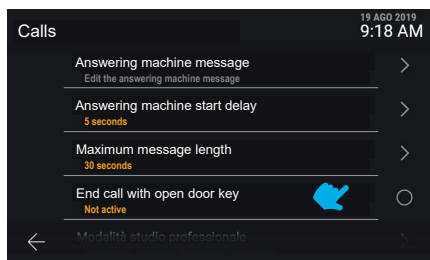 19 AGO 2019
Calls
9:18 AM
Answering machine message
Edit the answering machine message
Answering machine start delay
5 seconds
Maximum message length
30 seconds
End call with open door key
Not active
Modalità studio professionale